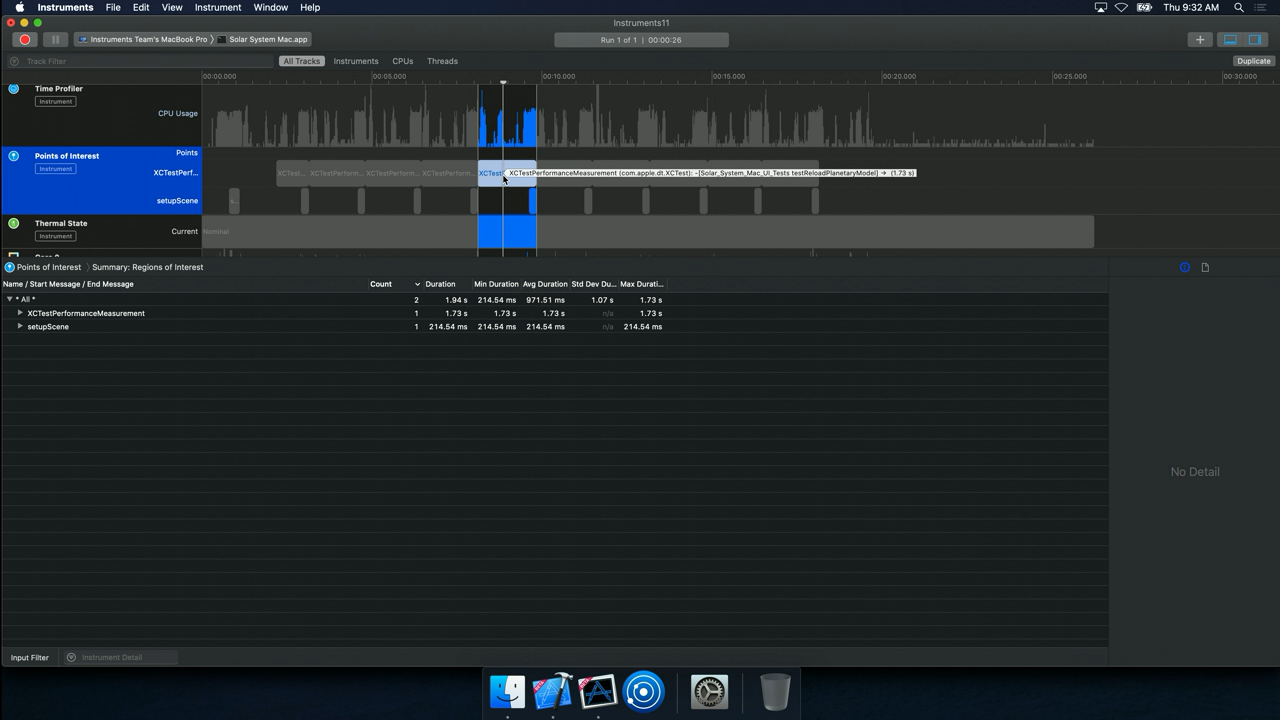 Instruments File Edit View Instrument Window Help Thu 9:32 AM
Instruments11
Instruments Team's MacBook Pro 〉 Solar System Mac.app Run 1 of 1 | 00:00:26
Track Filter All Tracks Instruments CPUs Threads Duplicate
00:00.000 00:05.000 00:10.000 00:15.000 00:20.000 00:25.000 00:30.000
Time Profiler
Instrument
CPU Usage
Points of Interest Points
Instrument XCTestPerf... XCTest... XCTestPerform... XCTestPerform... XCTestPerform... XCTest XCTestPerformanceMeasurement (com.apple.dt.XCTest): -[Solar_System_Mac_UI_Tests testReloadPlanetaryModel] → (1.73 s)
setupScene s...
Thermal State
Instrument Current Nominal
Points of Interest 〉 Summary: Regions of Interest
Name / Start Message / End Message Count Duration Min Duration Avg Duration Std Dev Du... Max Durati...
* All * 2 1.94 s 214.54 ms 971.51 ms 1.07 s 1.73 s
XCTestPerformanceMeasurement 1 1.73 s 1.73 s 1.73 s n/a 1.73 s
setupScene 1 214.54 ms 214.54 ms 214.54 ms n/a 214.54 ms
No Detail
Input Filter Instrument Detail